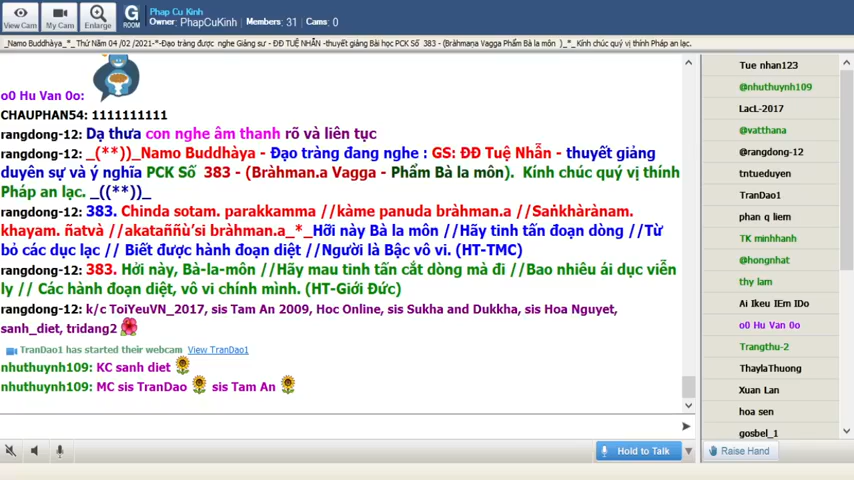 Phap Cu Kinh
Owner: PhapCuKinh | Members: 31 | Cams: 0
View Cam
My Cam
Enlarge
G
ROOM
_Namo Buddhàya_*_ Thứ Năm 04 /02 /2021-*-Đạo tràng được nghe Giảng sư - ĐĐ TUỆ NHẪN -thuyết giảng Bài học PCK Số 383 - (Bràhmaṇa Vagga Phẩm Bà la môn )_*_Kính chúc quý vị thính Pháp an lạc.
o0 Hu Van 0o:
CHAUPHAN54: 1111111111
rangdong-12: Dạ thưa con nghe âm thanh rõ và liên tục
rangdong-12: _(**))_Namo Buddhàya - Đạo tràng đang nghe : GS: ĐĐ Tuệ Nhẫn - thuyết giảng
duyên sự và ý nghĩa PCK Số 383 - (Bràhman.a Vagga - Phẩm Bà la môn). Kính chúc quý vị thính
Pháp an lạc. _((**))_
rangdong-12: 383. Chinda sotam. parakkamma //kàme panuda bràhman.a //Saṅkhàrànam.
khayam. ñatvà //akataññù'si bràhman.a_*_Hỡi này Bà la môn //Hãy tinh tấn đoạn dòng //Từ
bỏ các dục lạc // Biết được hành đoạn diệt //Người là Bậc vô vi. (HT-TMC)
rangdong-12: 383. Hởi này, Bà-la-môn //Hãy mau tinh tấn cắt dòng mà đi //Bao nhiêu ái dục viễn
ly // Các hành đoạn diệt, vô vi chính mình. (HT-Giới Đức)
rangdong-12: k/c ToiYeuVN_2017, sis Tam An 2009, Hoc Online, sis Sukha and Dukkha, sis Hoa Nguyet,
sanh_diet, tridang2
TranDao1 has started their webcam View TranDao1
nhuthuynh109: KC sanh diet
nhuthuynh109: MC sis TranDao sis Tam An
Hold to Talk
Raise Hand
Tue nhan123
@nhuthuynh109
LacL-2017
@vatthana
@rangdong-12
tntueduyen
TranDao1
phan q liem
TK minhhanh
@hongnhat
thy lam
Ai lkeu IEm IDo
o0 Hu Van 0o
Trangthu-2
ThaylaThuong
Xuan Lan
hoa sen
gosbel_1